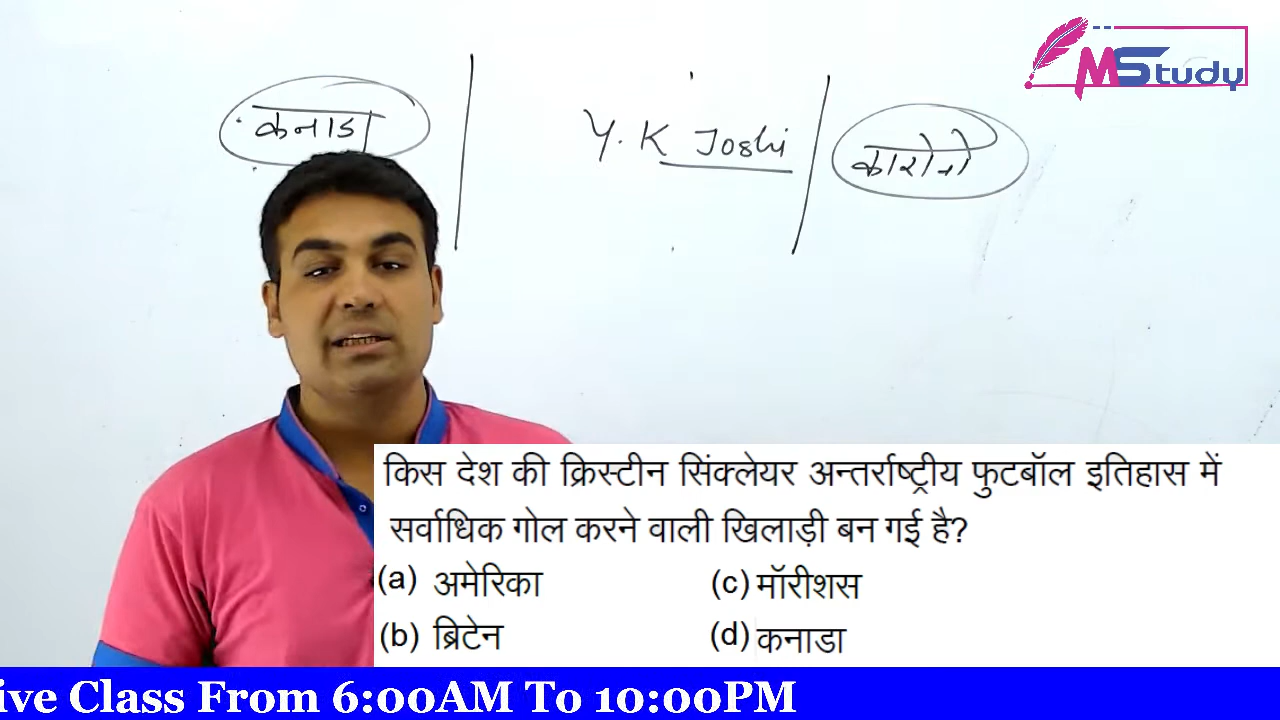 MStudy
कनाडा
Y. K Joshi
कारोनो
किस देश की क्रिस्टीन सिंक्लेयर अन्तर्राष्ट्रीय फुटबॉल इतिहास में
सर्वाधिक गोल करने वाली खिलाड़ी बन गई है?
(a) अमेरिका (c) मॉरीशस
(b) ब्रिटेन (d) कनाडा
ive Class From 6:00AM To 10:00PM